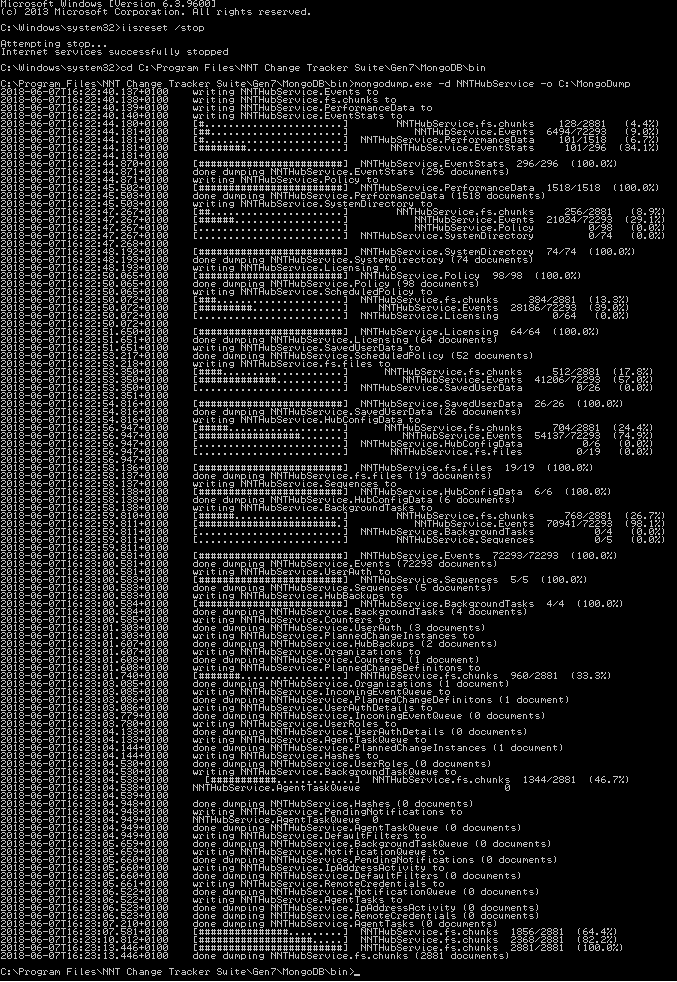 Microsoft Windows [Version 6.3.9600]
(c) 2013 Microsoft Corporation. All rights reserved.
C:\Windows\system32>iisreset /stop
Attempting stop...
Internet services successfully stopped
C:\Windows\system32>cd C:\Program Files\NNT Change Tracker Suite\Gen7\MongoDB\bin
C:\Program Files\NNT Change Tracker Suite\Gen7\MongoDB\bin>mongodump.exe -d NNTHubService -o C:\MongoDump
2018-06-07T16:22:40.137+0100 writing NNTHubService.Events to
2018-06-07T16:22:40.138+0100 writing NNTHubService.fs.chunks to
2018-06-07T16:22:40.139+0100 writing NNTHubService.PerformanceData to
2018-06-07T16:22:40.140+0100 writing NNTHubService.EventStats to
2018-06-07T16:22:44.180+0100 [#.......................] NNTHubService.fs.chunks 128/2881 (4.4%)
2018-06-07T16:22:44.181+0100 [##......................] NNTHubService.Events 6494/72293 (9.0%)
2018-06-07T16:22:44.181+0100 [#.......................] NNTHubService.PerformanceData 101/1518 (6.7%)
2018-06-07T16:22:44.181+0100 [########................] NNTHubService.EventStats 101/296 (34.1%)
2018-06-07T16:22:44.181+0100
2018-06-07T16:22:44.870+0100 [########################] NNTHubService.EventStats 296/296 (100.0%)
2018-06-07T16:22:44.871+0100 done dumping NNTHubService.EventStats (296 documents)
2018-06-07T16:22:44.871+0100 writing NNTHubService.Policy to
2018-06-07T16:22:45.502+0100 [########################] NNTHubService.PerformanceData 1518/1518 (100.0%)
2018-06-07T16:22:45.503+0100 done dumping NNTHubService.PerformanceData (1518 documents)
2018-06-07T16:22:45.504+0100 writing NNTHubService.SystemDirectory to
2018-06-07T16:22:47.267+0100 [##......................] NNTHubService.fs.chunks 256/2881 (8.9%)
2018-06-07T16:22:47.267+0100 [######..................] NNTHubService.Events 21024/72293 (29.1%)
2018-06-07T16:22:47.267+0100 [........................] NNTHubService.Policy 0/98 (0.0%)
2018-06-07T16:22:47.267+0100 [........................] NNTHubService.SystemDirectory 0/74 (0.0%)
2018-06-07T16:22:47.268+0100
2018-06-07T16:22:48.192+0100 [########################] NNTHubService.SystemDirectory 74/74 (100.0%)
2018-06-07T16:22:48.193+0100 done dumping NNTHubService.SystemDirectory (74 documents)
2018-06-07T16:22:48.193+0100 writing NNTHubService.Licensing to
2018-06-07T16:22:50.065+0100 [########################] NNTHubService.Policy 98/98 (100.0%)
2018-06-07T16:22:50.065+0100 done dumping NNTHubService.Policy (98 documents)
2018-06-07T16:22:50.065+0100 writing NNTHubService.ScheduledPolicy to
2018-06-07T16:22:50.072+0100 [###.....................] NNTHubService.fs.chunks 384/2881 (13.3%)
2018-06-07T16:22:50.072+0100 [#########...............] NNTHubService.Events 28186/72293 (39.0%)
2018-06-07T16:22:50.072+0100 [........................] NNTHubService.Licensing 0/64 (0.0%)
2018-06-07T16:22:50.072+0100
2018-06-07T16:22:51.650+0100 [########################] NNTHubService.Licensing 64/64 (100.0%)
2018-06-07T16:22:51.651+0100 done dumping NNTHubService.Licensing (64 documents)
2018-06-07T16:22:51.651+0100 writing NNTHubService.SavedUserData to
2018-06-07T16:22:53.217+0100 done dumping NNTHubService.ScheduledPolicy (52 documents)
2018-06-07T16:22:53.219+0100 writing NNTHubService.fs.files to
2018-06-07T16:22:53.350+0100 [####....................] NNTHubService.fs.chunks 512/2881 (17.8%)
2018-06-07T16:22:53.350+0100 [#############...........] NNTHubService.Events 41206/72293 (57.0%)
2018-06-07T16:22:53.350+0100 [........................] NNTHubService.SavedUserData 0/26 (0.0%)
2018-06-07T16:22:53.351+0100
2018-06-07T16:22:54.816+0100 [########################] NNTHubService.SavedUserData 26/26 (100.0%)
2018-06-07T16:22:54.816+0100 done dumping NNTHubService.SavedUserData (26 documents)
2018-06-07T16:22:54.816+0100 writing NNTHubService.HubConfigData to
2018-06-07T16:22:56.947+0100 [#####...................] NNTHubService.fs.chunks 704/2881 (24.4%)
2018-06-07T16:22:56.947+0100 [#################.......] NNTHubService.Events 54137/72293 (74.9%)
2018-06-07T16:22:56.947+0100 [........................] NNTHubService.HubConfigData 0/6 (0.0%)
2018-06-07T16:22:56.947+0100 [........................] NNTHubService.fs.files 0/19 (0.0%)
2018-06-07T16:22:56.947+0100
2018-06-07T16:22:58.136+0100 [########################] NNTHubService.fs.files 19/19 (100.0%)
2018-06-07T16:22:58.137+0100 done dumping NNTHubService.fs.files (19 documents)
2018-06-07T16:22:58.137+0100 writing NNTHubService.Sequences to
2018-06-07T16:22:58.138+0100 [########################] NNTHubService.HubConfigData 6/6 (100.0%)
2018-06-07T16:22:58.138+0100 done dumping NNTHubService.HubConfigData (6 documents)
2018-06-07T16:22:58.138+0100 writing NNTHubService.BackgroundTasks to
2018-06-07T16:22:59.810+0100 [######..................] NNTHubService.fs.chunks 768/2881 (26.7%)
2018-06-07T16:22:59.811+0100 [#######################.] NNTHubService.Events 70941/72293 (98.1%)
2018-06-07T16:22:59.811+0100 [........................] NNTHubService.BackgroundTasks 0/4 (0.0%)
2018-06-07T16:22:59.811+0100 [........................] NNTHubService.Sequences 0/5 (0.0%)
2018-06-07T16:22:59.811+0100
2018-06-07T16:23:00.581+0100 [########################] NNTHubService.Events 72293/72293 (100.0%)
2018-06-07T16:23:00.581+0100 done dumping NNTHubService.Events (72293 documents)
2018-06-07T16:23:00.581+0100 writing NNTHubService.UserAuth to
2018-06-07T16:23:00.583+0100 [########################] NNTHubService.Sequences 5/5 (100.0%)
2018-06-07T16:23:00.583+0100 done dumping NNTHubService.Sequences (5 documents)
2018-06-07T16:23:00.583+0100 writing NNTHubService.HubBackups to
2018-06-07T16:23:00.584+0100 [########################] NNTHubService.BackgroundTasks 4/4 (100.0%)
2018-06-07T16:23:00.584+0100 done dumping NNTHubService.BackgroundTasks (4 documents)
2018-06-07T16:23:00.585+0100 writing NNTHubService.Counters to
2018-06-07T16:23:01.303+0100 done dumping NNTHubService.UserAuth (3 documents)
2018-06-07T16:23:01.303+0100 writing NNTHubService.PlannedChangeInstances to
2018-06-07T16:23:01.607+0100 done dumping NNTHubService.HubBackups (2 documents)
2018-06-07T16:23:01.607+0100 writing NNTHubService.Organizations to
2018-06-07T16:23:01.608+0100 done dumping NNTHubService.Counters (1 document)
2018-06-07T16:23:01.608+0100 writing NNTHubService.PlannedChangeDefinitons to
2018-06-07T16:23:01.740+0100 [#######.................] NNTHubService.fs.chunks 960/2881 (33.3%)
2018-06-07T16:23:03.085+0100 done dumping NNTHubService.Organizations (1 document)
2018-06-07T16:23:03.085+0100 writing NNTHubService.IncomingEventQueue to
2018-06-07T16:23:03.086+0100 done dumping NNTHubService.PlannedChangeDefinitons (1 document)
2018-06-07T16:23:03.086+0100 writing NNTHubService.UserAuthDetails to
2018-06-07T16:23:03.779+0100 done dumping NNTHubService.IncomingEventQueue (0 documents)
2018-06-07T16:23:03.780+0100 writing NNTHubService.UserRoles to
2018-06-07T16:23:04.133+0100 done dumping NNTHubService.UserAuthDetails (0 documents)
2018-06-07T16:23:04.133+0100 writing NNTHubService.AgentTaskQueue to
2018-06-07T16:23:04.144+0100 done dumping NNTHubService.PlannedChangeInstances (1 document)
2018-06-07T16:23:04.144+0100 writing NNTHubService.Hashes to
2018-06-07T16:23:04.530+0100 done dumping NNTHubService.UserRoles (0 documents)
2018-06-07T16:23:04.530+0100 writing NNTHubService.BackgroundTaskQueue to
2018-06-07T16:23:04.538+0100 [###########.............] NNTHubService.fs.chunks 1344/2881 (46.7%)
2018-06-07T16:23:04.539+0100 NNTHubService.AgentTaskQueue 0
2018-06-07T16:23:04.539+0100
2018-06-07T16:23:04.948+0100 done dumping NNTHubService.Hashes (0 documents)
2018-06-07T16:23:04.948+0100 writing NNTHubService.PendingNotifications to
2018-06-07T16:23:04.949+0100 NNTHubService.AgentTaskQueue 0
2018-06-07T16:23:04.949+0100 done dumping NNTHubService.AgentTaskQueue (0 documents)
2018-06-07T16:23:04.949+0100 writing NNTHubService.DefaultFilters to
2018-06-07T16:23:05.659+0100 done dumping NNTHubService.BackgroundTaskQueue (0 documents)
2018-06-07T16:23:05.659+0100 writing NNTHubService.NotificationQueue to
2018-06-07T16:23:05.660+0100 done dumping NNTHubService.PendingNotifications (0 documents)
2018-06-07T16:23:05.660+0100 writing NNTHubService.IpAddressActivity to
2018-06-07T16:23:05.660+0100 done dumping NNTHubService.DefaultFilters (0 documents)
2018-06-07T16:23:05.661+0100 writing NNTHubService.RemoteCredentials to
2018-06-07T16:23:06.522+0100 done dumping NNTHubService.NotificationQueue (0 documents)
2018-06-07T16:23:06.522+0100 writing NNTHubService.AgentTasks to
2018-06-07T16:23:06.523+0100 done dumping NNTHubService.IpAddressActivity (0 documents)
2018-06-07T16:23:06.523+0100 done dumping NNTHubService.RemoteCredentials (0 documents)
2018-06-07T16:23:07.210+0100 done dumping NNTHubService.AgentTasks (0 documents)
2018-06-07T16:23:07.581+0100 [###############.........] NNTHubService.fs.chunks 1856/2881 (64.4%)
2018-06-07T16:23:10.812+0100 [###################.....] NNTHubService.fs.chunks 2368/2881 (82.2%)
2018-06-07T16:23:13.446+0100 [########################] NNTHubService.fs.chunks 2881/2881 (100.0%)
2018-06-07T16:23:13.446+0100 done dumping NNTHubService.fs.chunks (2881 documents)
C:\Program Files\NNT Change Tracker Suite\Gen7\MongoDB\bin>_